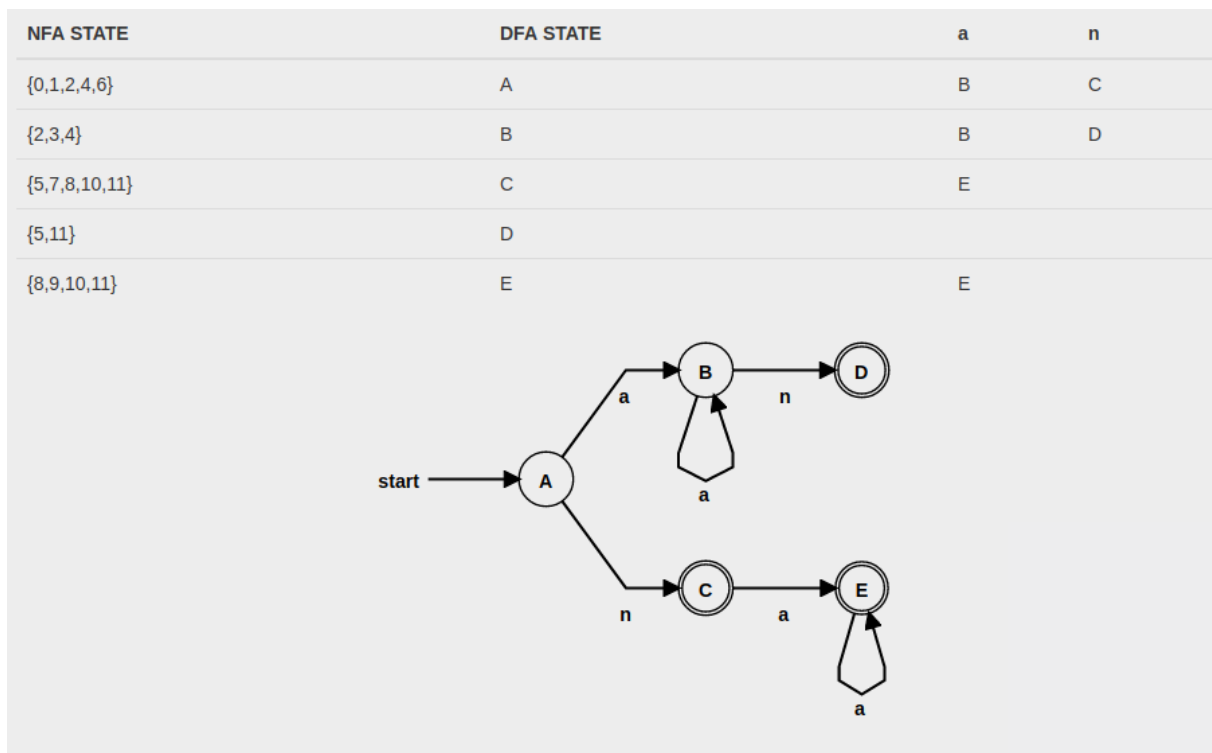 NFA STATE DFA STATE a n
{0,1,2,4,6} A B C
{2,3,4} B B D
{5,7,8,10,11} C E
{5,11} D
{8,9,10,11} E E
B D
a n
start A a
C E
n a
a